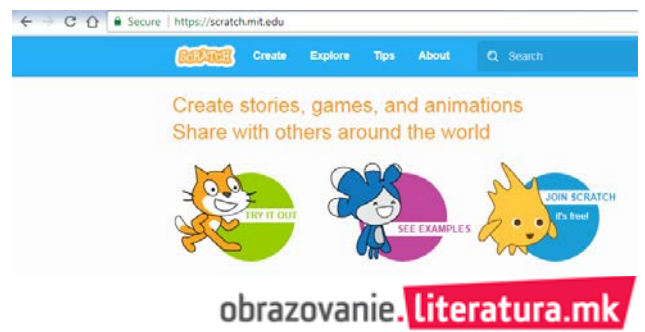 Secure | https://scratch.mit.edu
SCRATCH Create Explore Tips About Search
Create stories, games, and animations
Share with others around the world
TRY IT OUT
SEE EXAMPLES
JOIN SCRATCH
it's free!
obrazovanie.literatura.mk